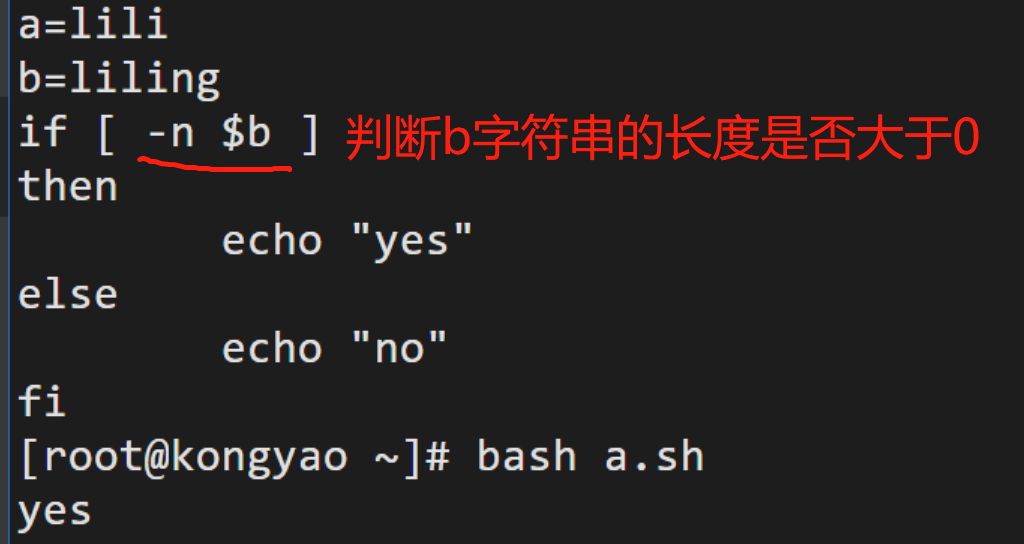 a=lili
b=liling
if [ -n $b ] 判断b字符串的长度是否大于0
then
        echo "yes"
else
        echo "no"
fi
[root@kongyao ~]# bash a.sh
yes